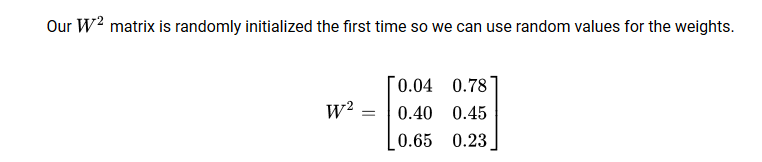 Our W² matrix is randomly initialized the first time so we can use random values for the weights.
W² = [0.04 0.78
0.40 0.45
0.65 0.23]